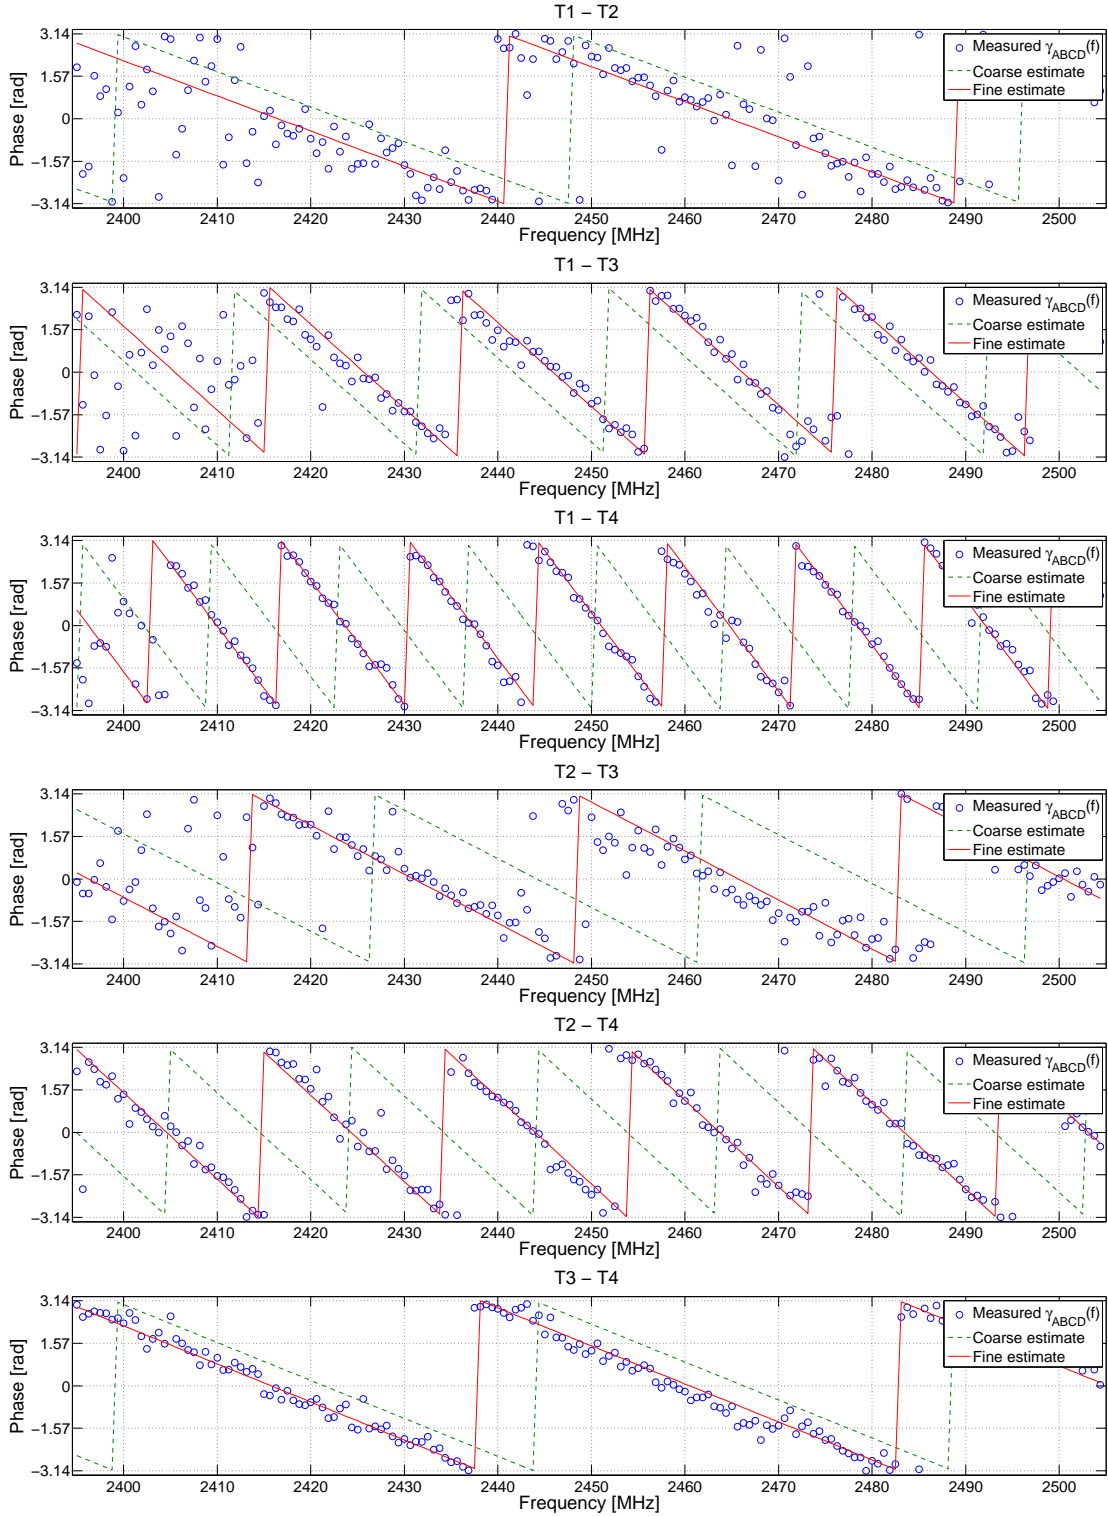 T1 − T2
Phase [rad]
3.14
1.57
0
−1.57
−3.14
Measured γABCD(f)
Coarse estimate
Fine estimate
2400 2410 2420 2430 2440 2450 2460 2470 2480 2490 2500
Frequency [MHz]
T1 − T3
Phase [rad]
3.14
1.57
0
−1.57
−3.14
Measured γABCD(f)
Coarse estimate
Fine estimate
2400 2410 2420 2430 2440 2450 2460 2470 2480 2490 2500
Frequency [MHz]
T1 − T4
Phase [rad]
3.14
1.57
0
−1.57
−3.14
Measured γABCD(f)
Coarse estimate
Fine estimate
2400 2410 2420 2430 2440 2450 2460 2470 2480 2490 2500
Frequency [MHz]
T2 − T3
Phase [rad]
3.14
1.57
0
−1.57
−3.14
Measured γABCD(f)
Coarse estimate
Fine estimate
2400 2410 2420 2430 2440 2450 2460 2470 2480 2490 2500
Frequency [MHz]
T2 − T4
Phase [rad]
3.14
1.57
0
−1.57
−3.14
Measured γABCD(f)
Coarse estimate
Fine estimate
2400 2410 2420 2430 2440 2450 2460 2470 2480 2490 2500
Frequency [MHz]
T3 − T4
Phase [rad]
3.14
1.57
0
−1.57
−3.14
Measured γABCD(f)
Coarse estimate
Fine estimate
2400 2410 2420 2430 2440 2450 2460 2470 2480 2490 2500
Frequency [MHz]